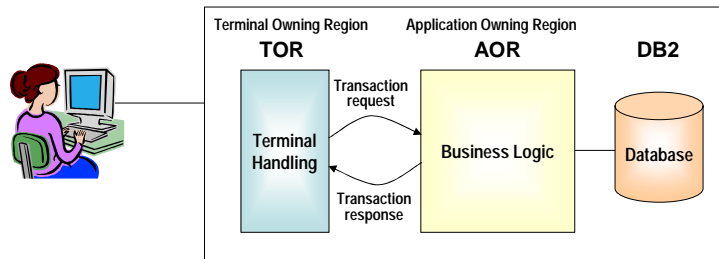 Terminal Owning Region
TOR
Application Owning Region
AOR
DB2
Transaction
request
Terminal
Handling
Business Logic
Database
Transaction
response